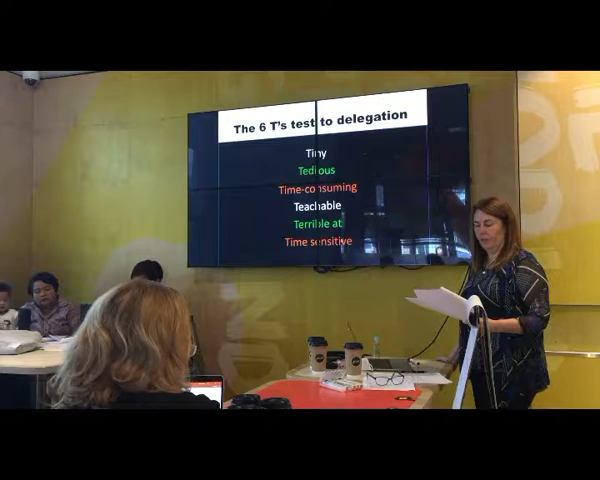 The 6 T's test to delegation
Tiny
Tedious
Time-consuming
Teachable
Terrible at
Time sensitive